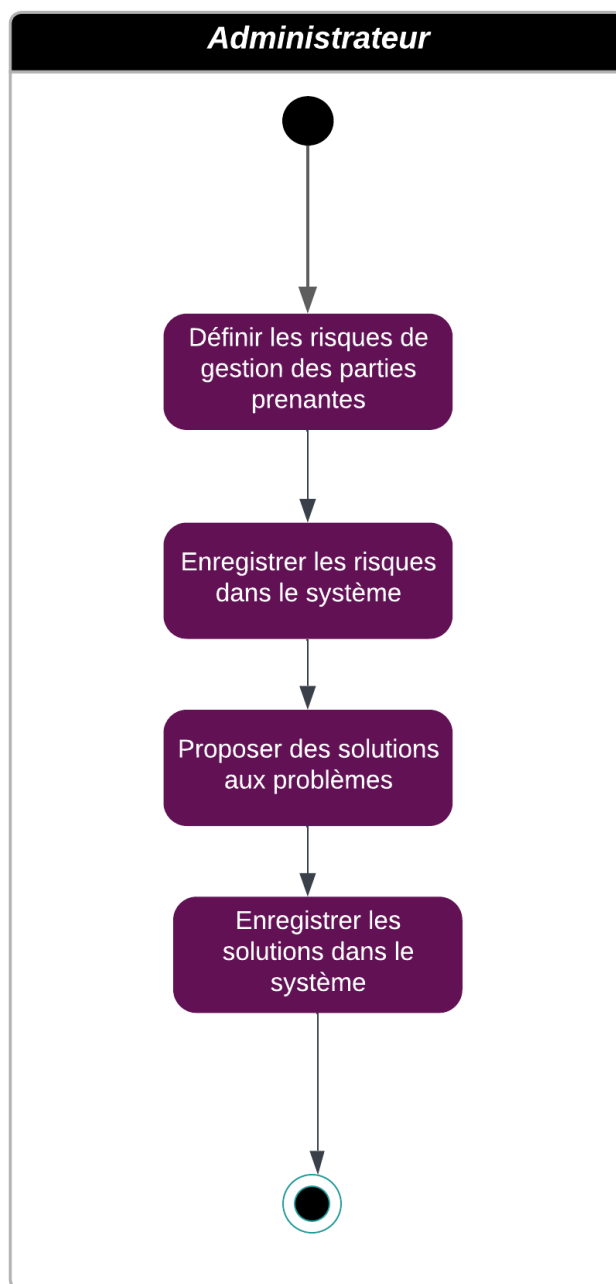 Administrateur
Définir les risques de
gestion des parties
prenantes
Enregistrer les risques
dans le système
Proposer des solutions
aux problèmes
Enregistrer les
solutions dans le
système